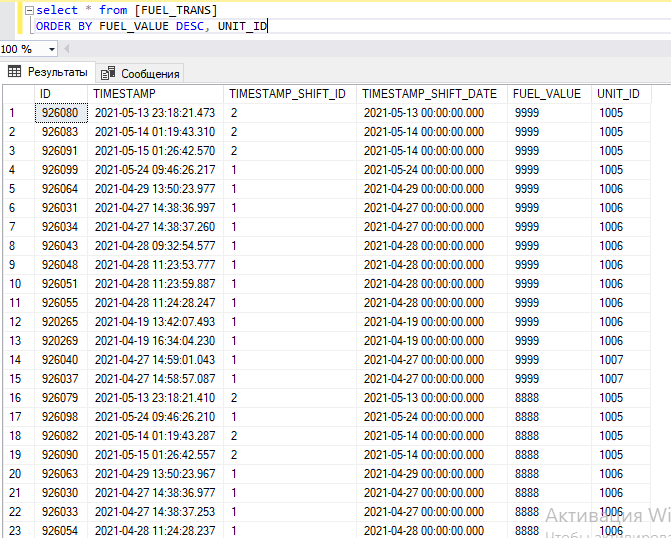 select * from [FUEL_TRANS]
ORDER BY FUEL_VALUE DESC, UNIT_ID
100 %
Результаты Сообщения
ID TIMESTAMP TIMESTAMP_SHIFT_ID TIMESTAMP_SHIFT_DATE FUEL_VALUE UNIT_ID
1 926080 2021-05-13 23:18:21.473 2 2021-05-13 00:00:00.000 9999 1005
2 926083 2021-05-14 01:19:43.310 2 2021-05-14 00:00:00.000 9999 1005
3 926091 2021-05-15 01:26:42.570 2 2021-05-14 00:00:00.000 9999 1005
4 926099 2021-05-24 09:46:26.217 1 2021-05-24 00:00:00.000 9999 1005
5 926064 2021-04-29 13:50:23.977 1 2021-04-29 00:00:00.000 9999 1006
6 926031 2021-04-27 14:38:36.997 1 2021-04-27 00:00:00.000 9999 1006
7 926034 2021-04-27 14:38:37.260 1 2021-04-27 00:00:00.000 9999 1006
8 926043 2021-04-28 09:32:54.577 1 2021-04-28 00:00:00.000 9999 1006
9 926048 2021-04-28 11:23:53.777 1 2021-04-28 00:00:00.000 9999 1006
10 926051 2021-04-28 11:23:59.887 1 2021-04-28 00:00:00.000 9999 1006
11 926055 2021-04-28 11:24:28.247 1 2021-04-28 00:00:00.000 9999 1006
12 920265 2021-04-19 13:42:07.493 1 2021-04-19 00:00:00.000 9999 1006
13 920269 2021-04-19 16:34:04.230 1 2021-04-19 00:00:00.000 9999 1006
14 926040 2021-04-27 14:59:01.043 1 2021-04-27 00:00:00.000 9999 1007
15 926037 2021-04-27 14:58:57.087 1 2021-04-27 00:00:00.000 9999 1007
16 926079 2021-05-13 23:18:21.410 2 2021-05-13 00:00:00.000 8888 1005
17 926098 2021-05-24 09:46:26.210 1 2021-05-24 00:00:00.000 8888 1005
18 926082 2021-05-14 01:19:43.287 2 2021-05-14 00:00:00.000 8888 1005
19 926090 2021-05-15 01:26:42.557 2 2021-05-14 00:00:00.000 8888 1005
20 926063 2021-04-29 13:50:23.967 1 2021-04-29 00:00:00.000 8888 1006
21 926030 2021-04-27 14:38:36.977 1 2021-04-27 00:00:00.000 8888 1006
22 926033 2021-04-27 14:38:37.253 1 2021-04-27 00:00:00.000 8888 1006
23 926054 2021-04-28 11:24:28.237 1 2021-04-28 00:00:00.000 8888 1006
Активация Wi